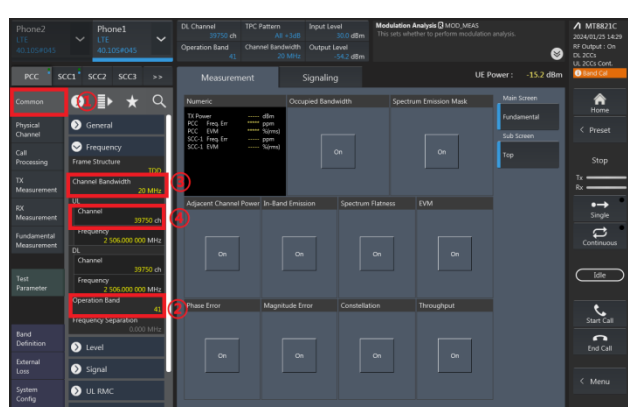 Phone2
LTE
40.105#045
Phone1
LTE
40.105#045
DL Channel
39750 ch
TPC Pattern
All +3dB
Input Level
30.0 dBm
Operation Band
41
Channel Bandwidth
20 MHz
Output Level
-54.2 dBm
Modulation Analysis MOD_MEAS
This sets whether to perform modulation analysis.
MT8821C
2024/01/25 14:29
RF Output : On
DL 2CCs
UL 2CCs Cont.
Band Cal
PCC
SCC1
SCC2
SCC3
>>
Measurement
Signaling
UE Power : -15.2 dBm
Common
①
Physical
Channel
Call
Processing
TX
Measurement
RX
Measurement
Fundamental
Measurement
Test
Parameter
Band
Definition
External
Loss
System
Config
General
Frequency
Frame Structure
TDD
Channel Bandwidth
20 MHz
③
UL
Channel
39750 ch
④
Frequency
2 506.000 000 MHz
DL
Channel
39750 ch
Frequency
2 506.000 000 MHz
Operation Band
41
②
Frequency Separation
0.000 MHz
Level
Signal
UL RMC
Numeric
TX Power ----- dBm
PCC Freq. Err ----- ppm
PCC EVM ----- %(rms)
SCC-1 Freq. Err ----- ppm
SCC-1 EVM ----- %(rms)
Occupied Bandwidth
On
Spectrum Emission Mask
On
Adjacent Channel Power
On
In-Band Emission
On
Spectrum Flatness
On
EVM
On
Phase Error
On
Magnitude Error
On
Constellation
On
Throughput
On
Main Screen
Fundamental
Sub Screen
Top
Home
< Preset
Stop
Tx
Rx
Single
Continuous
Idle
Start Call
End Call
< Menu